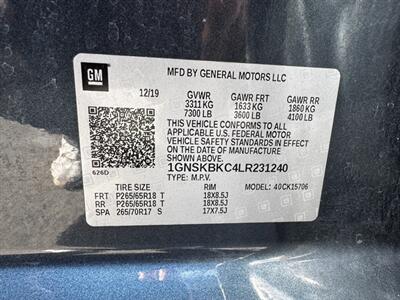 GM
MFD BY GENERAL MOTORS LLC
12/19 GVWR GAWR FRT GAWR RR
3311 KG 1633 KG 1860 KG
7300 LB 3600 LB 4100 LB
THIS VEHICLE CONFORMS TO ALL APPLICABLE
U.S. FEDERAL MOTOR
VEHICLE SAFETY STANDARDS IN EFFECT ON THE
DATE OF MANUFACTURE SHOWN ABOVE.
626D 1GNSKBKC4LR231240
TYPE: M.P.V. MODEL: 40CK15706
TIRE SIZE RIM
FRT P265/65R18 T 18X8.5J
RR P265/65R18 T 18X8.5J
SPA 265/70R17 S 17X7.5J